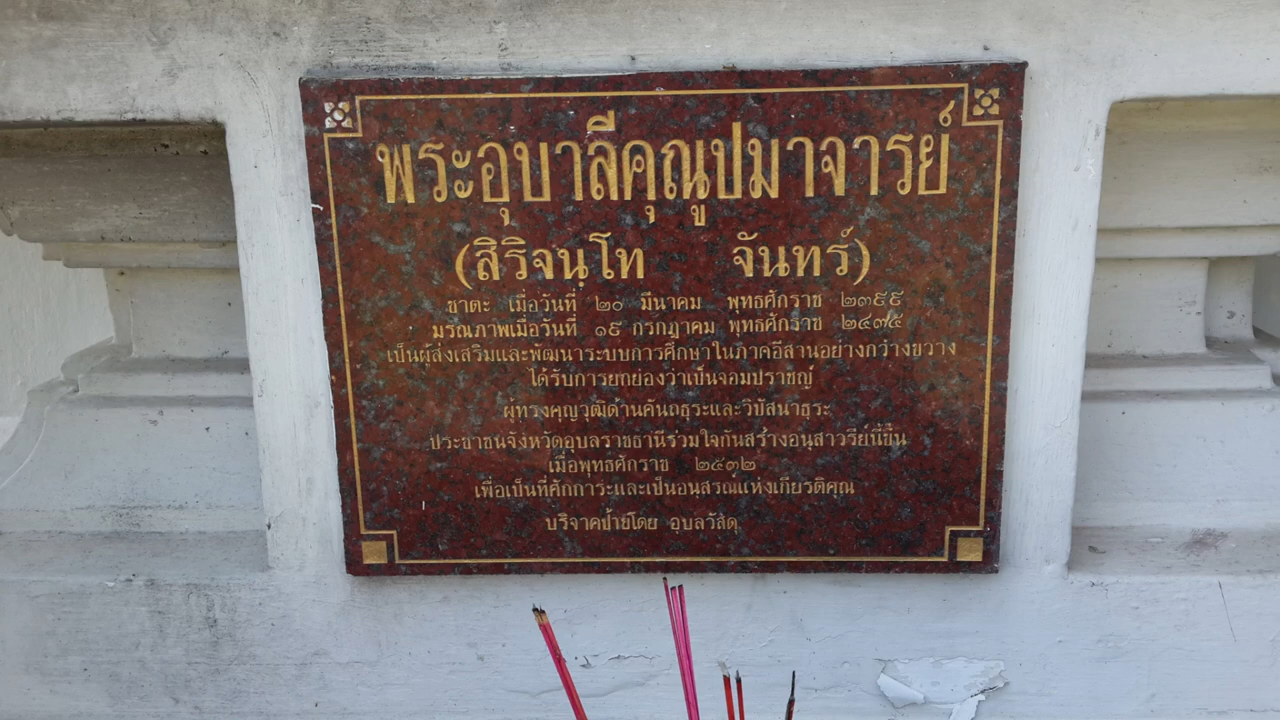 พระอุบาลีคุณูปมาจารย์
(สิริจนฺโท จันทร์)
ชาตะ เมื่อวันที่ ๒๐ มีนาคม พุทธศักราช ๒๓๙๙
มรณภาพเมื่อวันที่ ๑๙ กรกฎาคม พุทธศักราช ๒๔๗๕
เป็นผู้ส่งเสริมและพัฒนาระบบการศึกษาในภาคอีสานอย่างกว้างขวาง
ได้รับการยกย่องว่าเป็นจอมปราชญ์
ผู้ทรงคุณวุฒิด้านคันถธุระและวิปัสนาธุระ
ประชาชนจังหวัดอุบลราชธานีร่วมใจกันสร้างอนุสาวรีย์นี้ขึ้น
เมื่อพุทธศักราช ๒๕๓๒
เพื่อเป็นที่ศักการะและเป็นอนุสรณ์แห่งเกียรติคุณ
บริจาคป้ายโดย อุบลวัสดุ